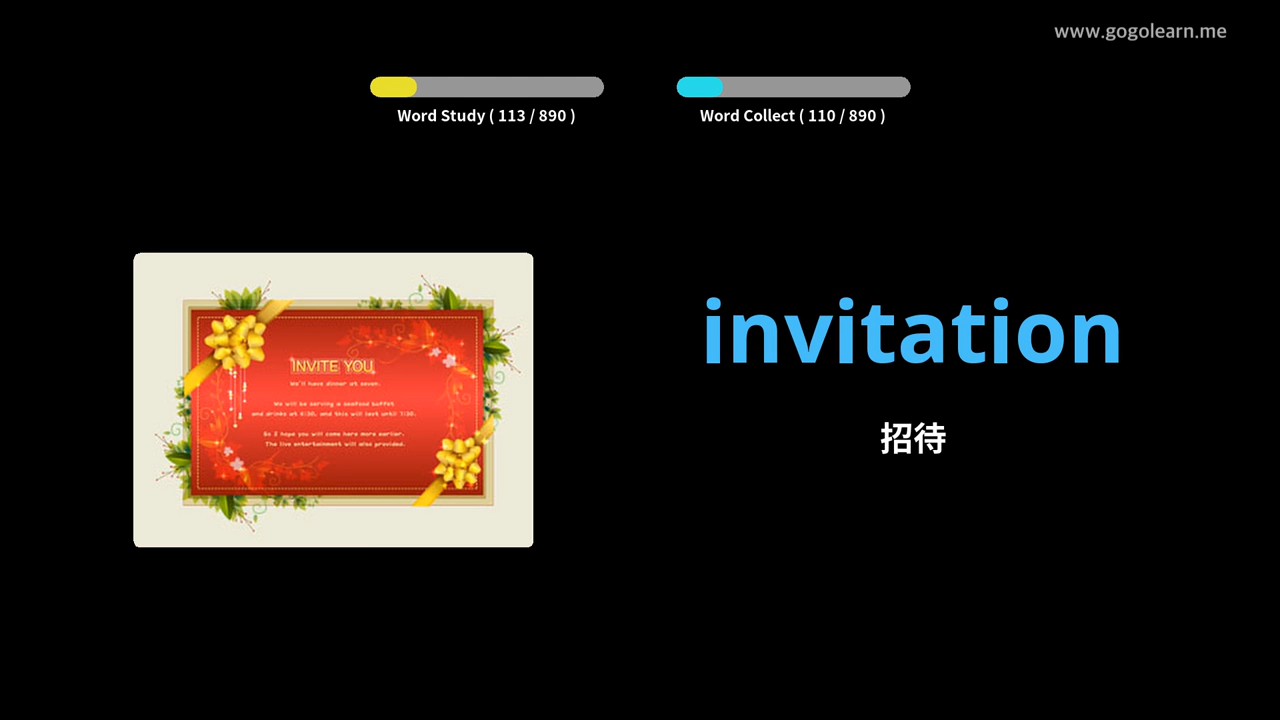 www.gogolearn.me
Word Study ( 113 / 890 )
Word Collect ( 110 / 890 )
INVITE YOU
We'll have dinner at seven.
We will be serving a seafood buffet
and drinks at 6:30, and this will last until 7:30.
So I hope you will come here more earlier.
The live entertainment will also provided.
invitation
招待